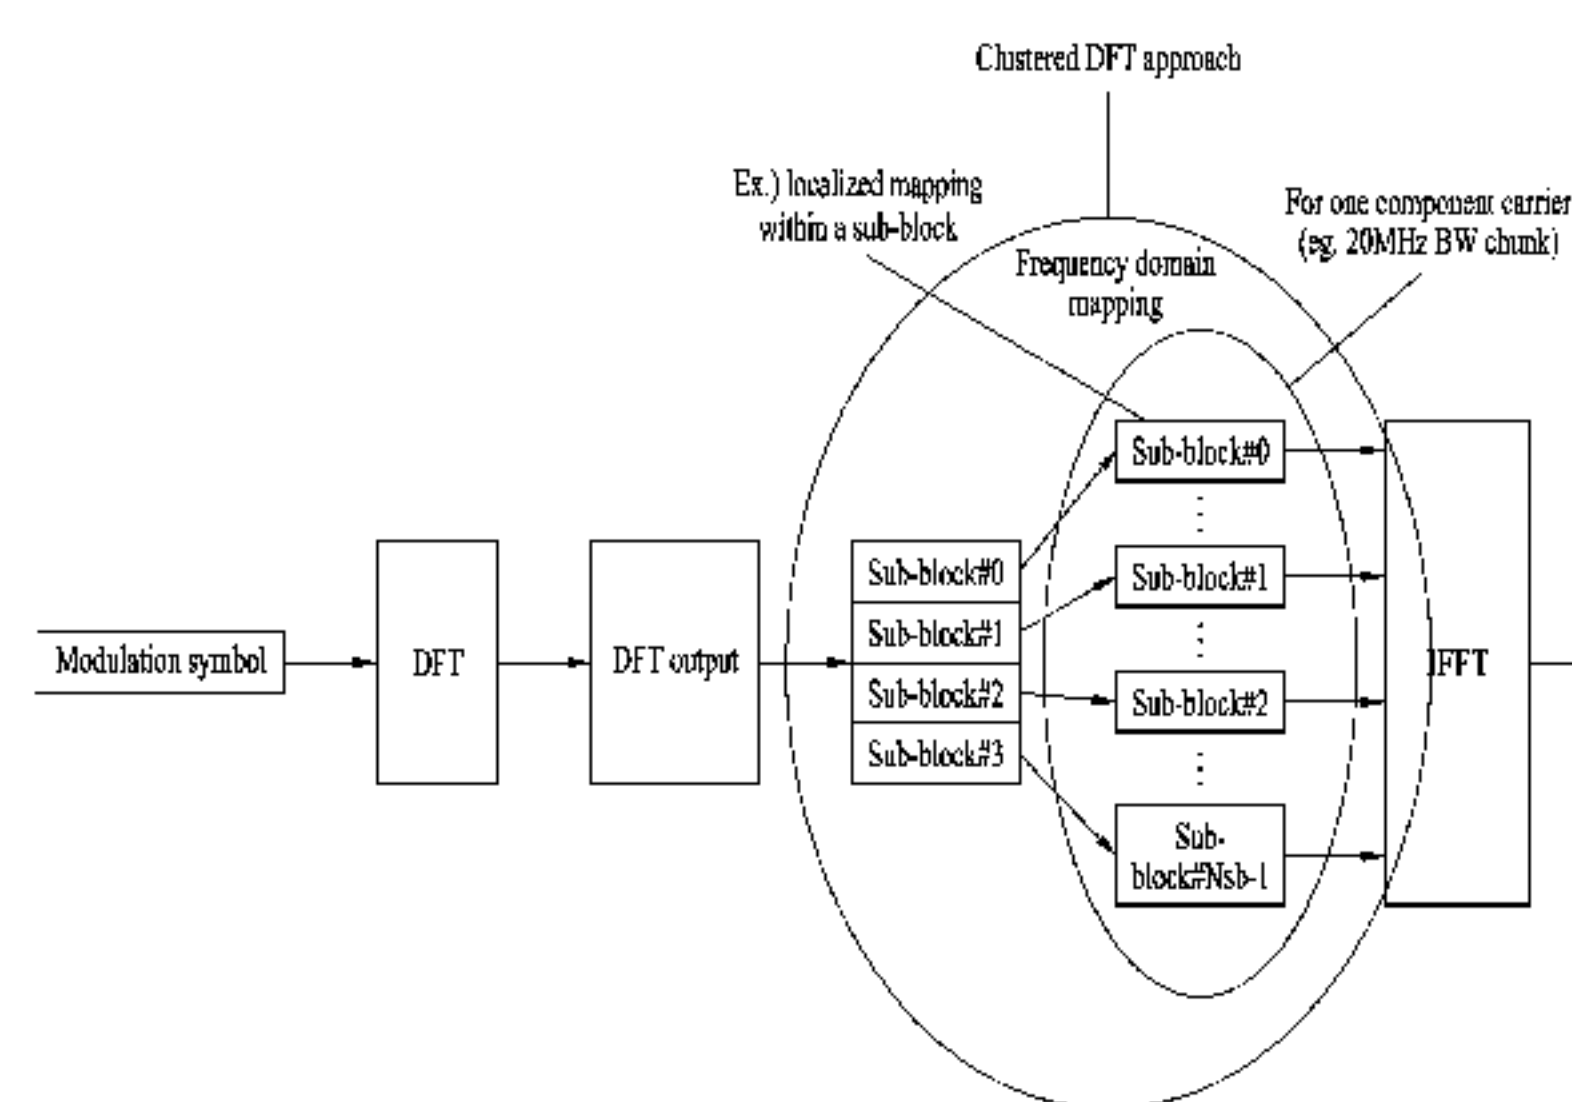 Clustered DFT approach
Ex.) localized mapping
within a sub-block
For one component carrier
(eg, 20MHz BW chunk)
Frequency domain
mapping
Modulation symbol
DFT
DFT output
Sub-block#0
Sub-block#1
Sub-block#2
Sub-block#3
Sub-block#0
Sub-block#1
Sub-block#2
Sub-
block#Nsb-1
IFFT